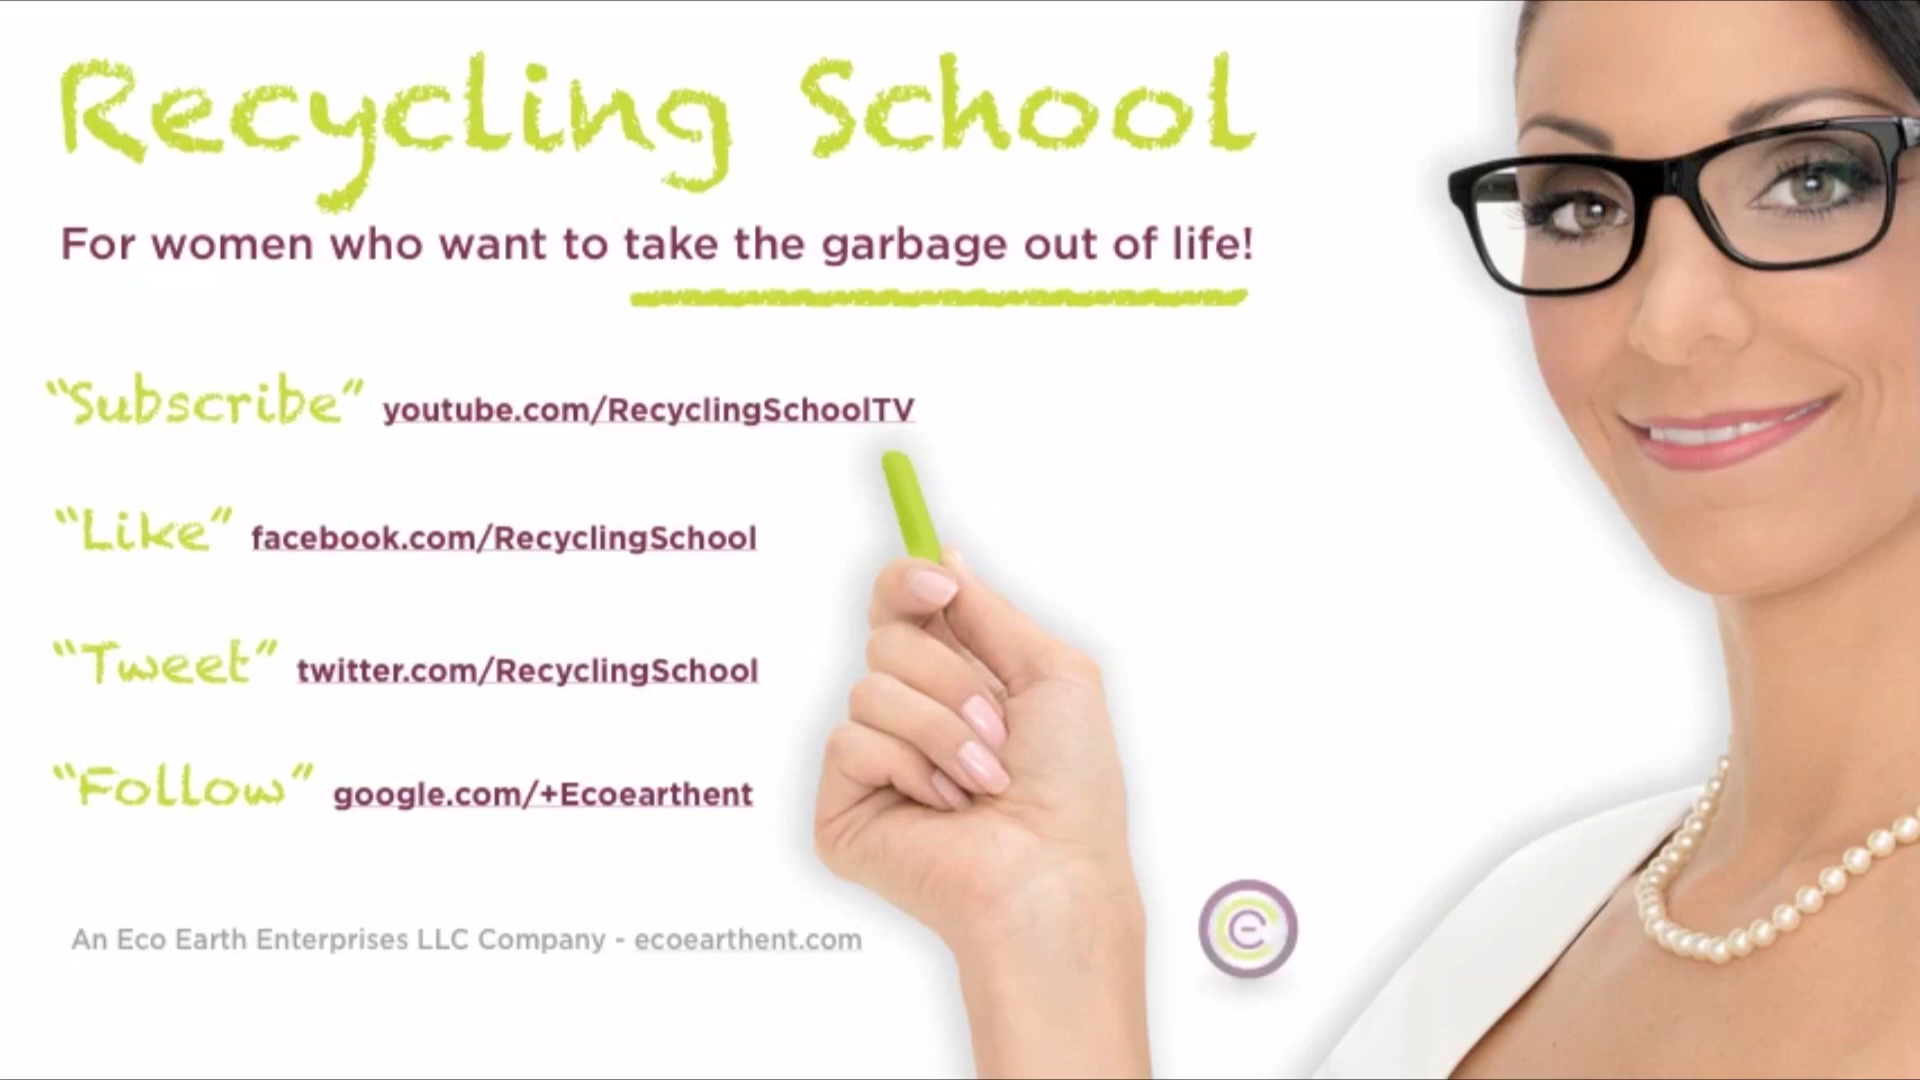 Recycling School
For women who want to take the garbage out of life!
“Subscribe” youtube.com/RecyclingSchoolTV
“Like” facebook.com/RecyclingSchool
“Tweet” twitter.com/RecyclingSchool
“Follow” google.com/+Ecoearthent
An Eco Earth Enterprises LLC Company - ecoearthent.com